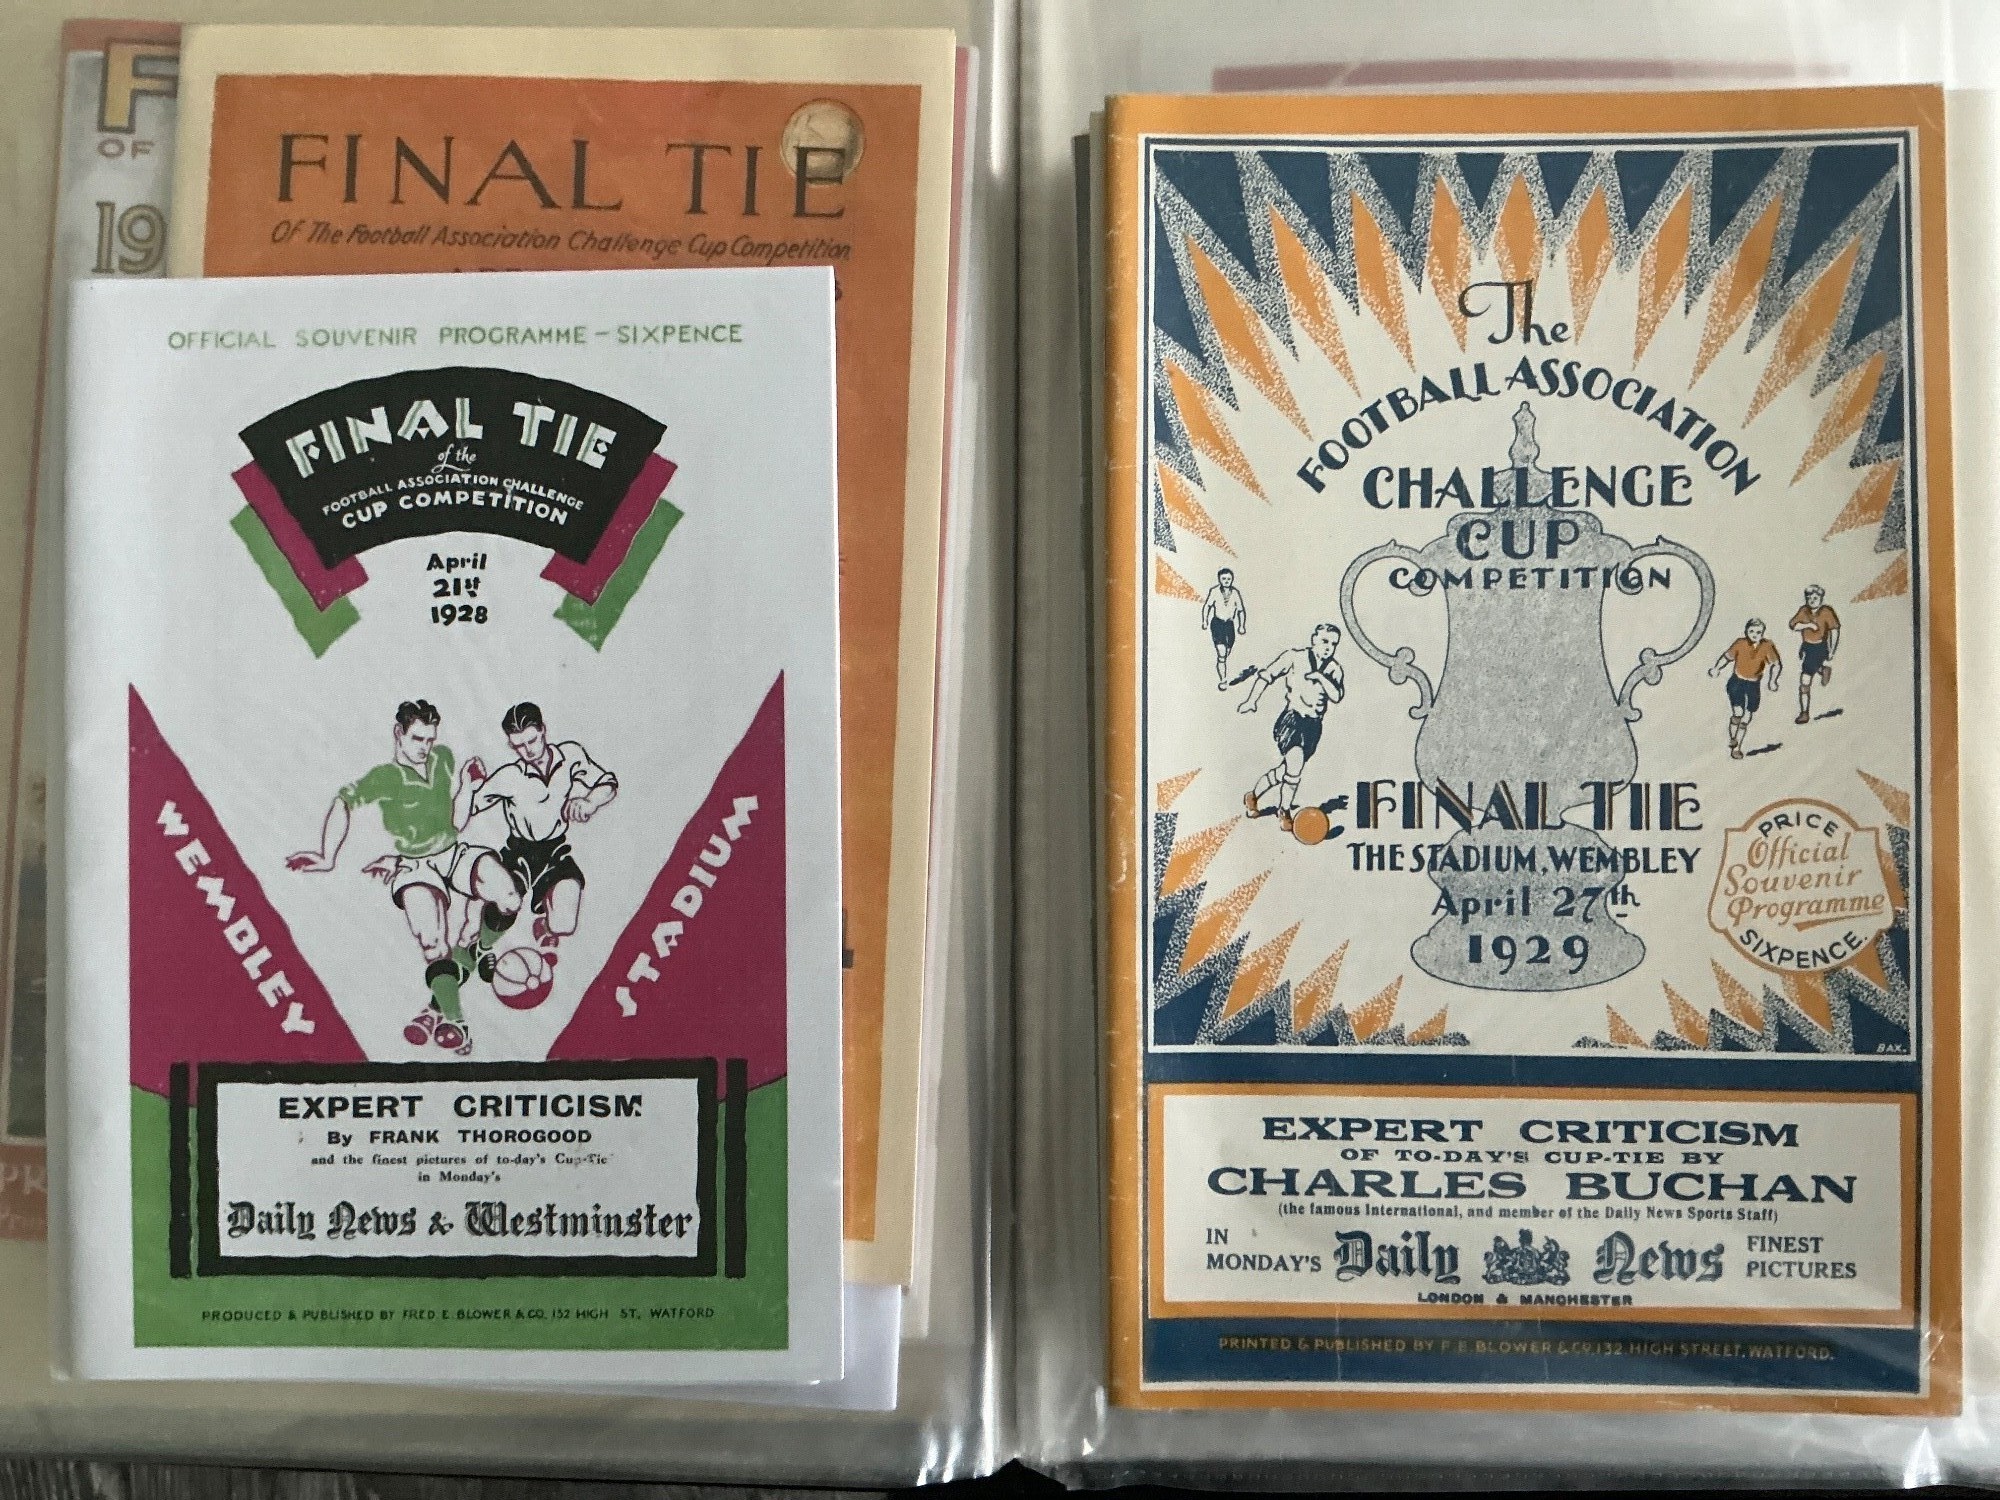 F
OF
19
FINAL TIE
Of The Football Association Challenge Cup Competition
OFFICIAL SOUVENIR PROGRAMME – SIXPENCE
FINAL TIE
of the
FOOTBALL ASSOCIATION CHALLENGE
CUP COMPETITION
April
21st
1928
WEMBLEY
STADIUM
EXPERT CRITICISM
By FRANK THOROGOOD
and the finest pictures of to-day's Cup-Tie
in Monday's
Daily News & Westminster
PRODUCED & PUBLISHED BY FRED E. BLOWER & CO. 132 HIGH ST, WATFORD
The
FOOTBALL ASSOCIATION
CHALLENGE
CUP
COMPETITION
FINAL TIE
THE STADIUM, WEMBLEY
April 27th
1929
PRICE
Official
Souvenir
Programme
SIXPENCE.
BAX.
EXPERT CRITICISM
OF TO-DAY'S CUP-TIE BY
CHARLES BUCHAN
(the famous International, and member of the Daily News Sports Staff)
IN
MONDAY'S
Daily News
FINEST
PICTURES
LONDON & MANCHESTER
PRINTED & PUBLISHED BY F.E. BLOWER & CO. 132. HIGH STREET. WATFORD.